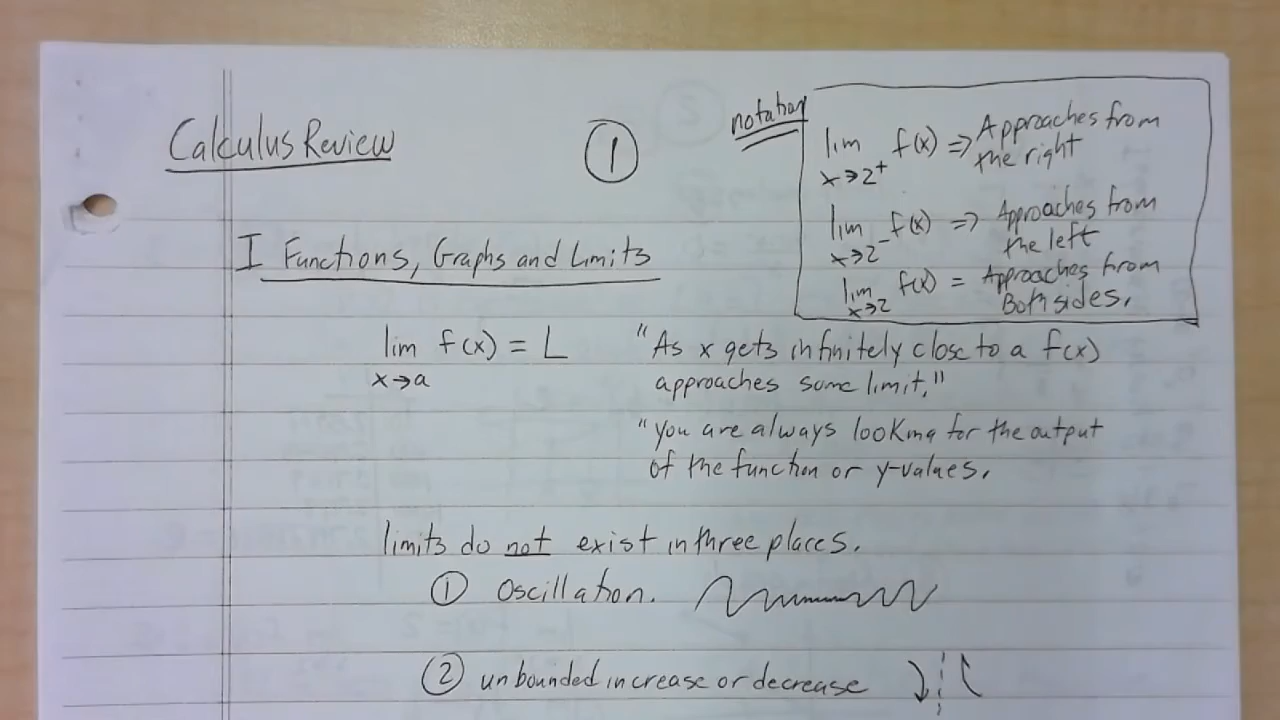 Calculus Review
①
notation
lim f(x) => Approaches from
x→2⁺ the right
lim f(x) => Approaches from
x→2⁻ the left
lim f(x) = Approaches from
x→2 Both sides.
I Functions, Graphs and Limits
lim f(x) = L
x→a
"As x gets infinitely close to a f(x)
approaches some limit."
"you are always looking for the output
of the function or y-values.
limits do not exist in three places.
① Oscillation.
② unbounded increase or decrease